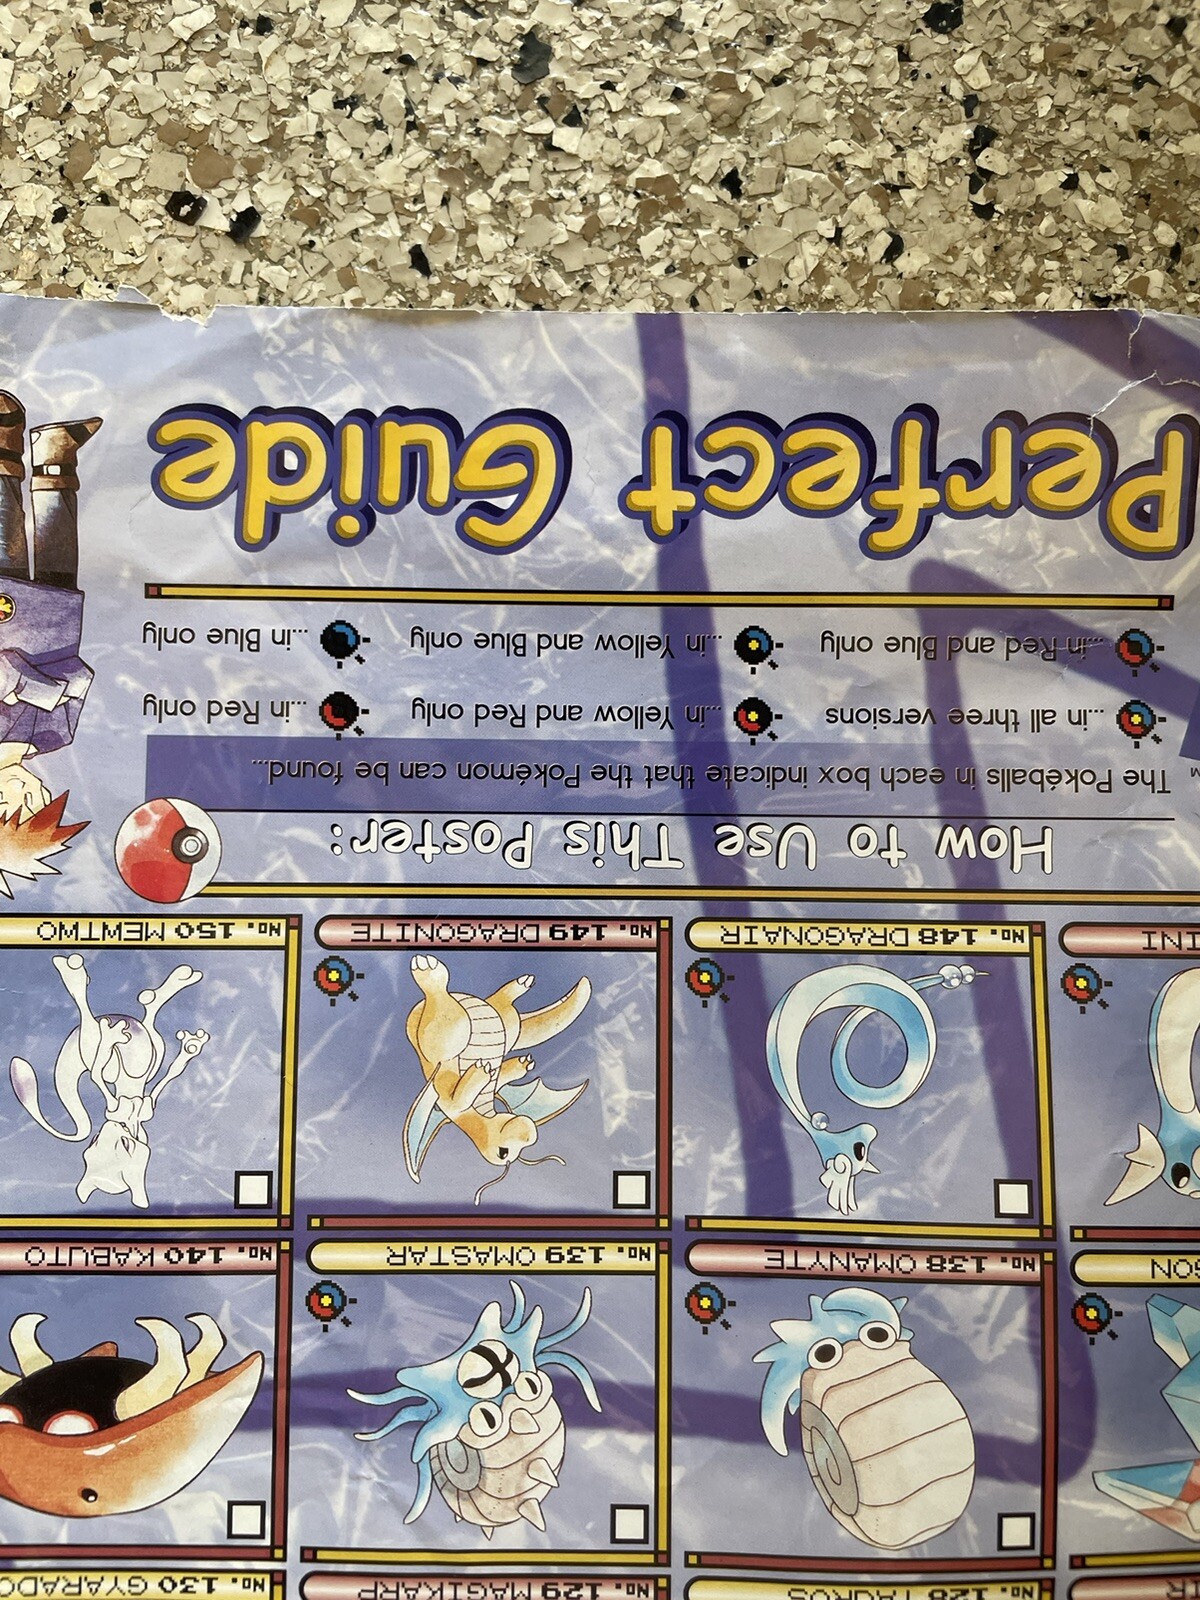 No. 128 TAUROS
No. 129 MAGIKARP
No. 130 GYARADO
GON
No. 138 OMANYTE
No. 139 OMASTAR
No. 140 KABUTO
INI
No. 148 DRAGONAIR
No. 149 DRAGONITE
No. 150 MEWTWO
How to Use This Poster:
The Pokéballs in each box indicate that the Pokémon can be found...
...in all three versions
...in Yellow and Red only
...in Red only
...in Red and Blue only
...in Yellow and Blue only
...in Blue only
Perfect Guide